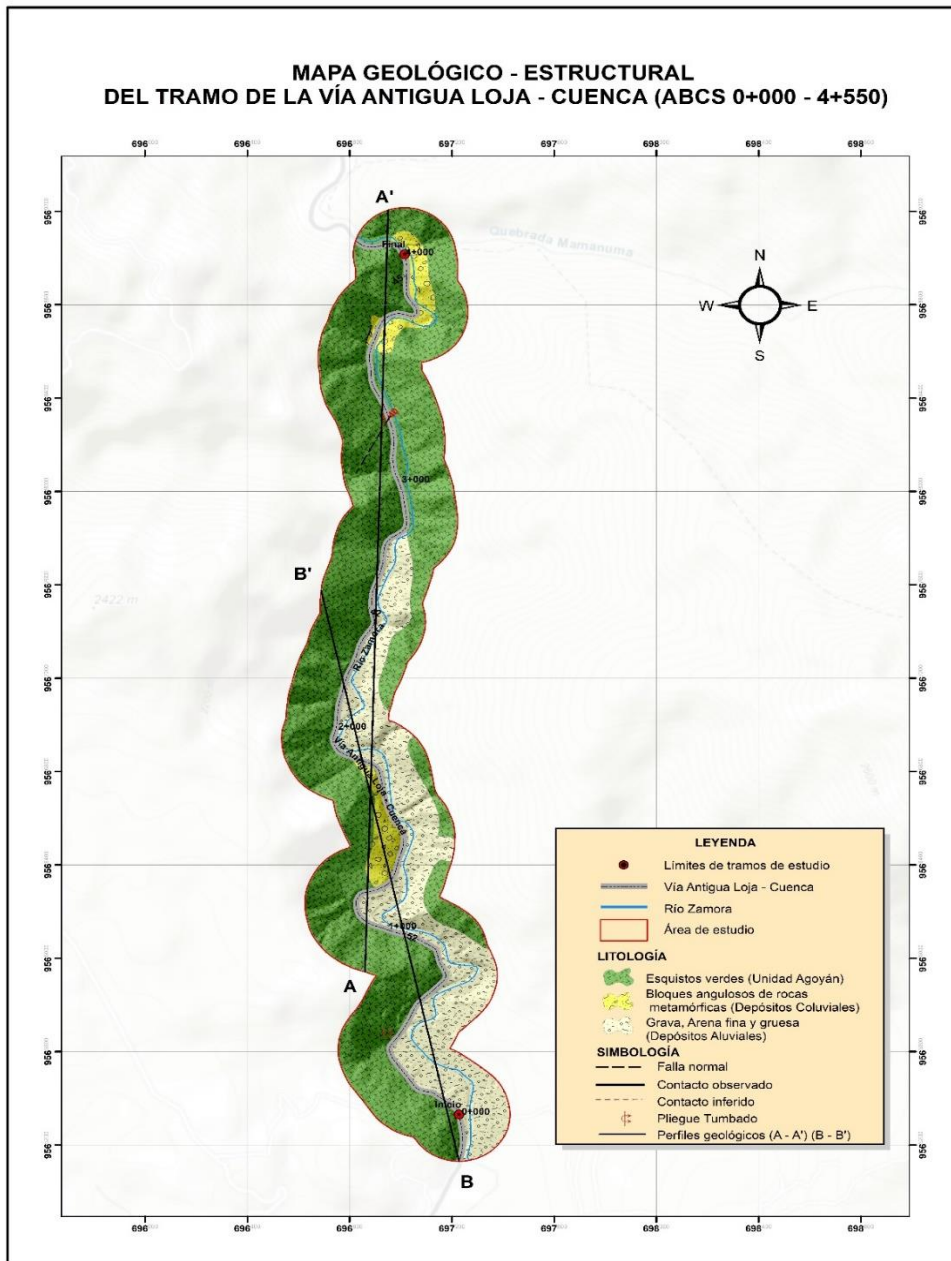 MAPA GEOLÓGICO - ESTRUCTURAL
DEL TRAMO DE LA VÍA ANTIGUA LOJA - CUENCA (ABCS 0+000 - 4+550)
696 696 696 697 697 698 698 698
A'
Quebrada Mamanuma
Final
4+000
N
W E
S
3+000
B'
2422 m
Río Zamora
2+000
Vía Antigua Loja - Cuenca
1+000
52
A
Inicio
0+000
B
956
956
956
956
956
956
956
956
956
956
956
LEYENDA
Límites de tramos de estudio
Vía Antigua Loja - Cuenca
Río Zamora
Área de estudio
LITOLOGÍA
Esquistos verdes (Unidad Agoyán)
Bloques angulosos de rocas
metamórficas (Depósitos Coluviales)
Grava, Arena fina y gruesa
(Depósitos Aluviales)
SIMBOLOGÍA
Falla normal
Contacto observado
Contacto inferido
Pliegue Tumbado
Perfiles geológicos (A - A') (B - B')
696 696 696 697 697 698 698 698